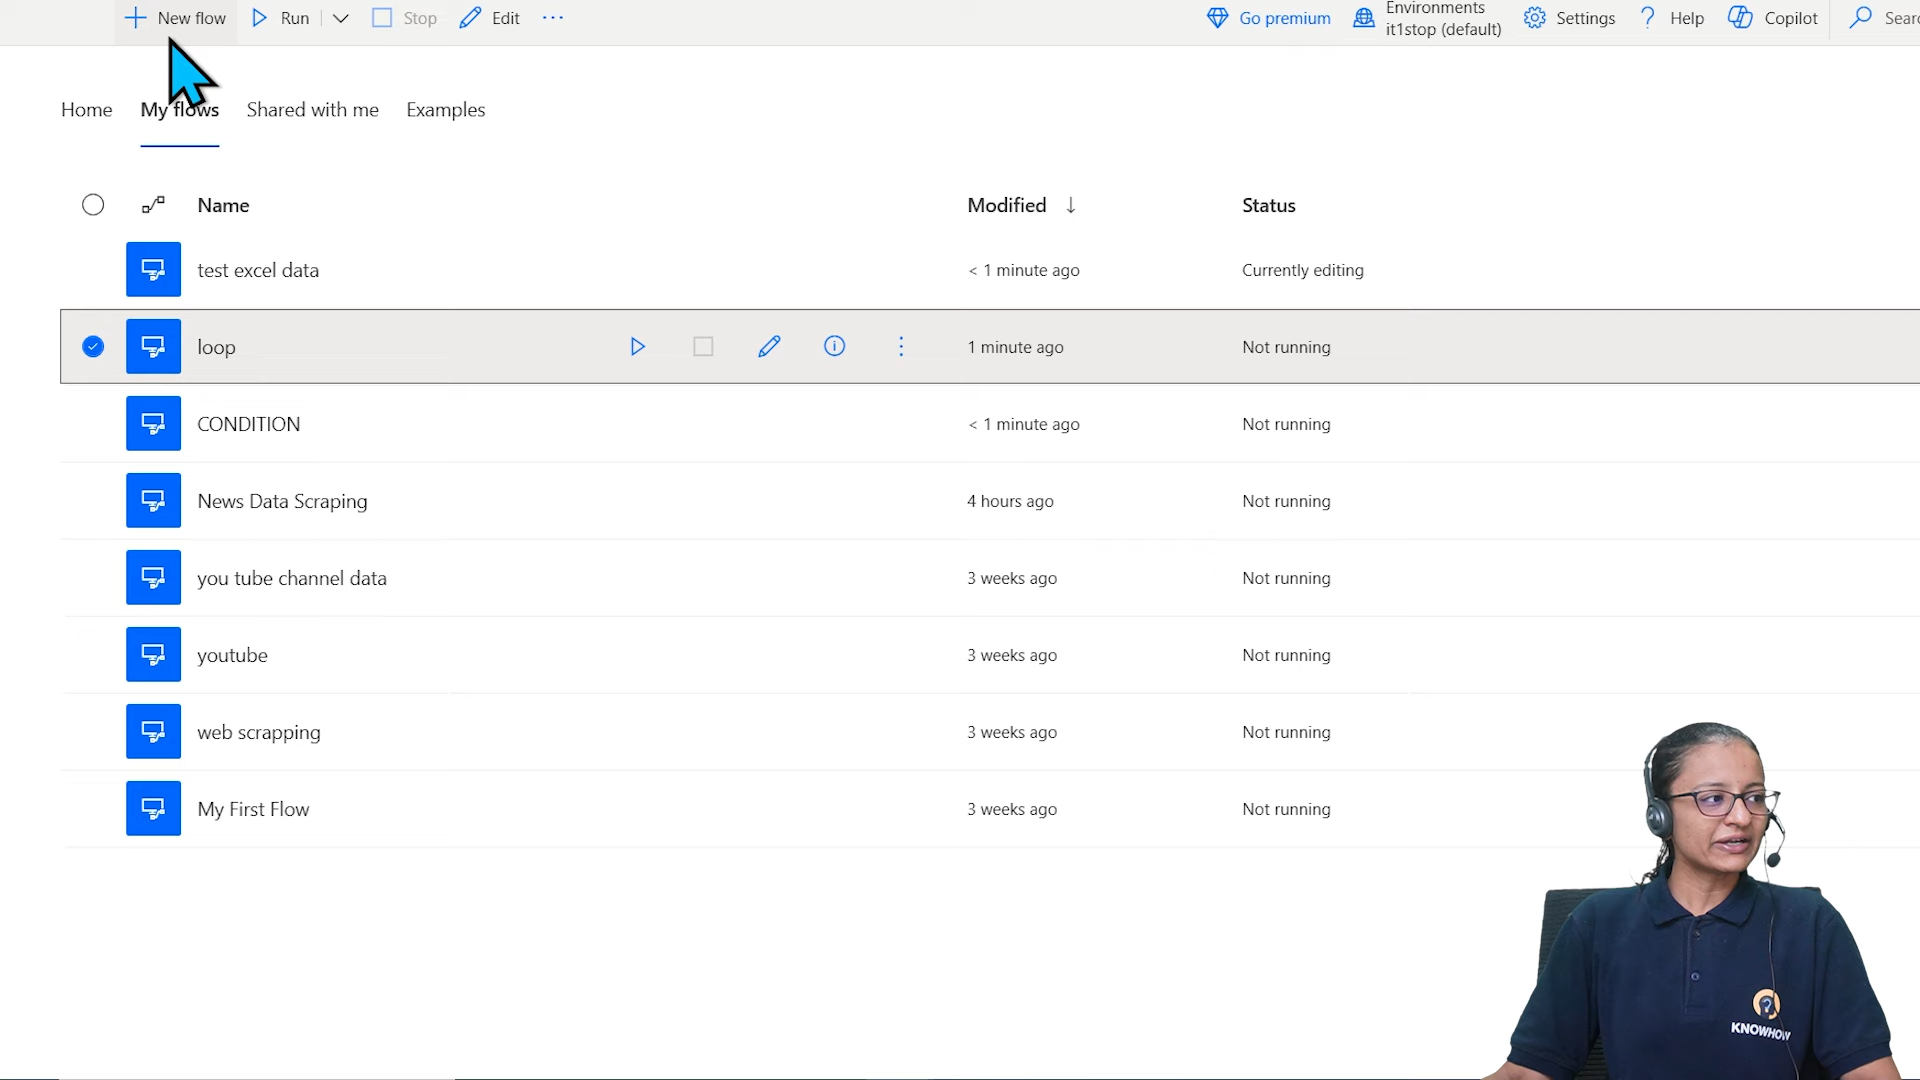 New flow Run Stop Edit ··· Go premium Environments it1stop (default) Settings ? Help Copilot
Home My flows Shared with me Examples
Name Modified ↓ Status
test excel data < 1 minute ago Currently editing
loop 1 minute ago Not running
CONDITION < 1 minute ago Not running
News Data Scraping 4 hours ago Not running
you tube channel data 3 weeks ago Not running
youtube 3 weeks ago Not running
web scrapping 3 weeks ago Not running
My First Flow 3 weeks ago Not running
KNOWHOW